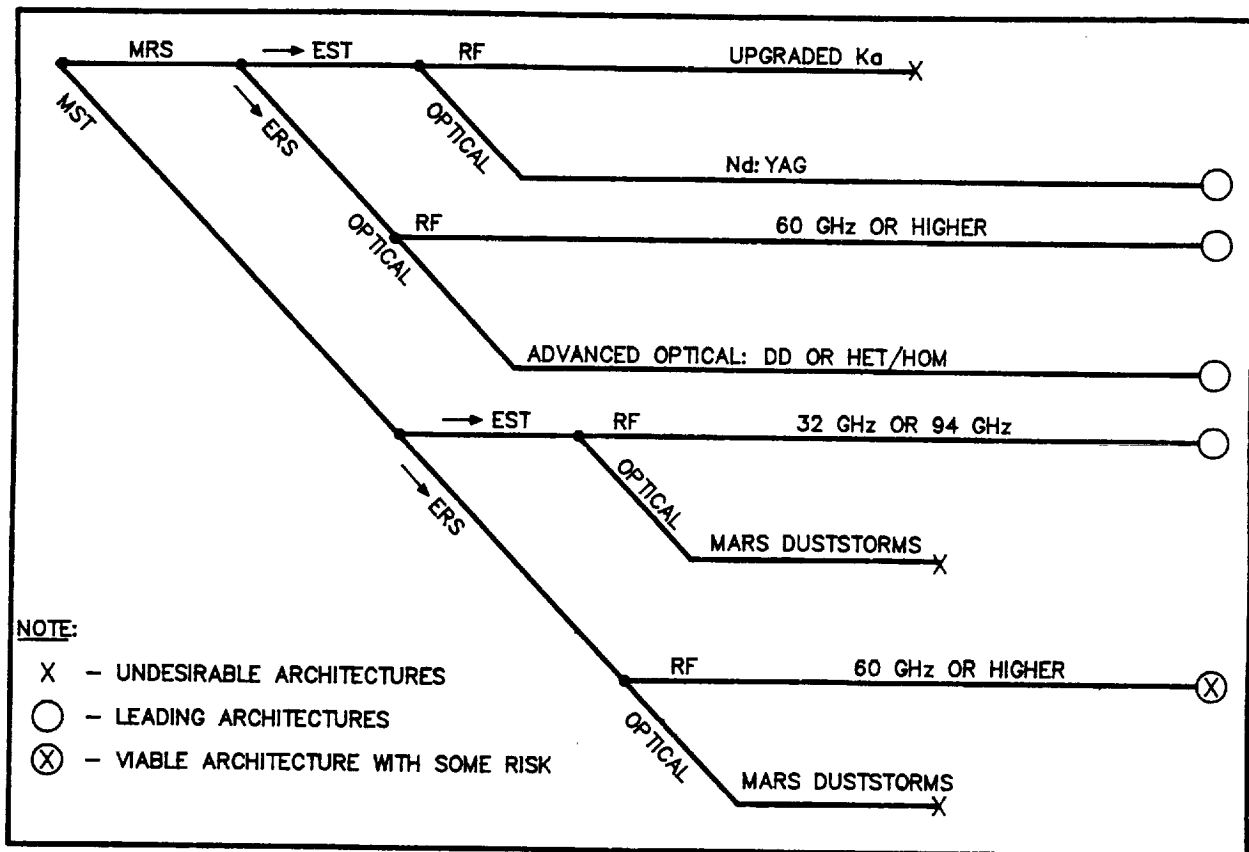 MRS
EST
RF
UPGRADED Ka
X
MST
ERS
OPTICAL
Nd: YAG
RF
60 GHz OR HIGHER
OPTICAL
ADVANCED OPTICAL: DD OR HET/HOM
EST
RF
32 GHz OR 94 GHz
ERS
OPTICAL
MARS DUSTSTORMS
X
RF
60 GHz OR HIGHER
X
OPTICAL
MARS DUSTSTORMS
X
NOTE:
X - UNDESIRABLE ARCHITECTURES
- LEADING ARCHITECTURES
X - VIABLE ARCHITECTURE WITH SOME RISK